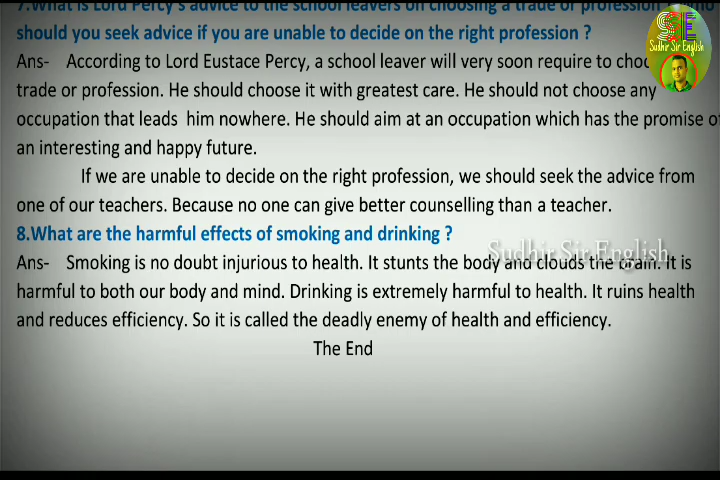 7.What is Lord Percy's advice to the school leavers on choosing a trade or profession
should you seek advice if you are unable to decide on the right profession ?
Ans- According to Lord Eustace Percy, a school leaver will very soon require to
trade or profession. He should choose it with greatest care. He should not choose any
occupation that leads him nowhere. He should aim at an occupation which has the promise
an interesting and happy future.
If we are unable to decide on the right profession, we should seek the advice from
one of our teachers. Because no one can give better counselling than a teacher.
8.What are the harmful effects of smoking and drinking ?
Ans- Smoking is no doubt injurious to health. It stunts the body and clouds the brain. It is
harmful to both our body and mind. Drinking is extremely harmful to health. It ruins health
and reduces efficiency. So it is called the deadly enemy of health and efficiency.
The End
SE
Sudhir Sir English
Sudhir Sir English